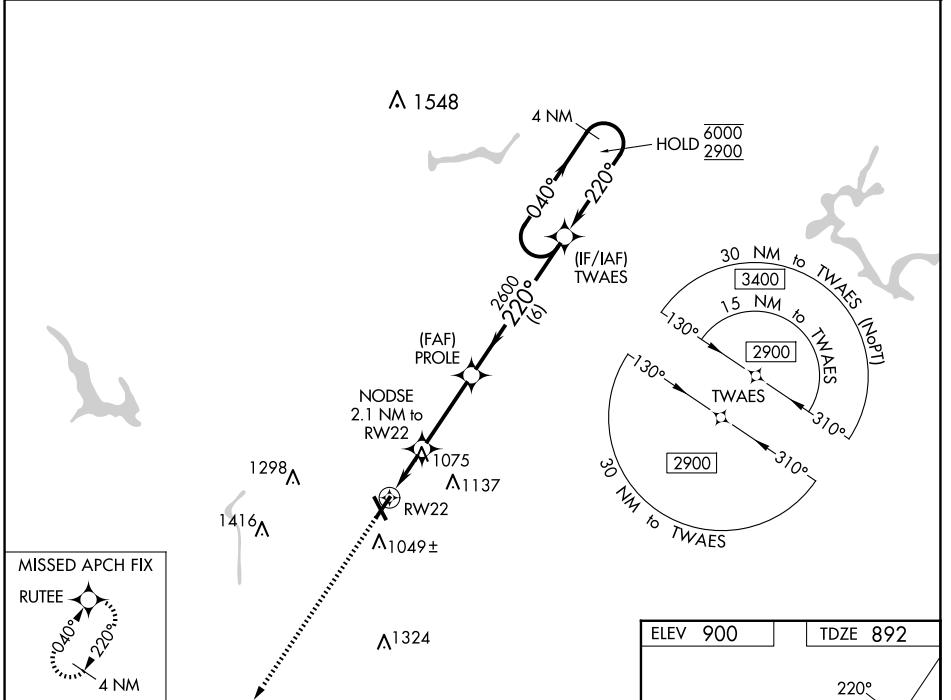 1548
4 NM
HOLD 6000
2900
040°
220°
(IF/IAF)
TWAES
2600
220°
(6)
(FAF)
PROLE
NODSE
2.1 NM to
RW22
1075
1137
1298
RW22
1416
1049±
1324
30 NM to TWAES (NoPT)
3400
15 NM to TWAES
130°
2900
310°
TWAES
130°
310°
2900
30 NM to TWAES
MISSED APCH FIX
RUTEE
040°
220°
4 NM
ELEV 900
TDZE 892
220°